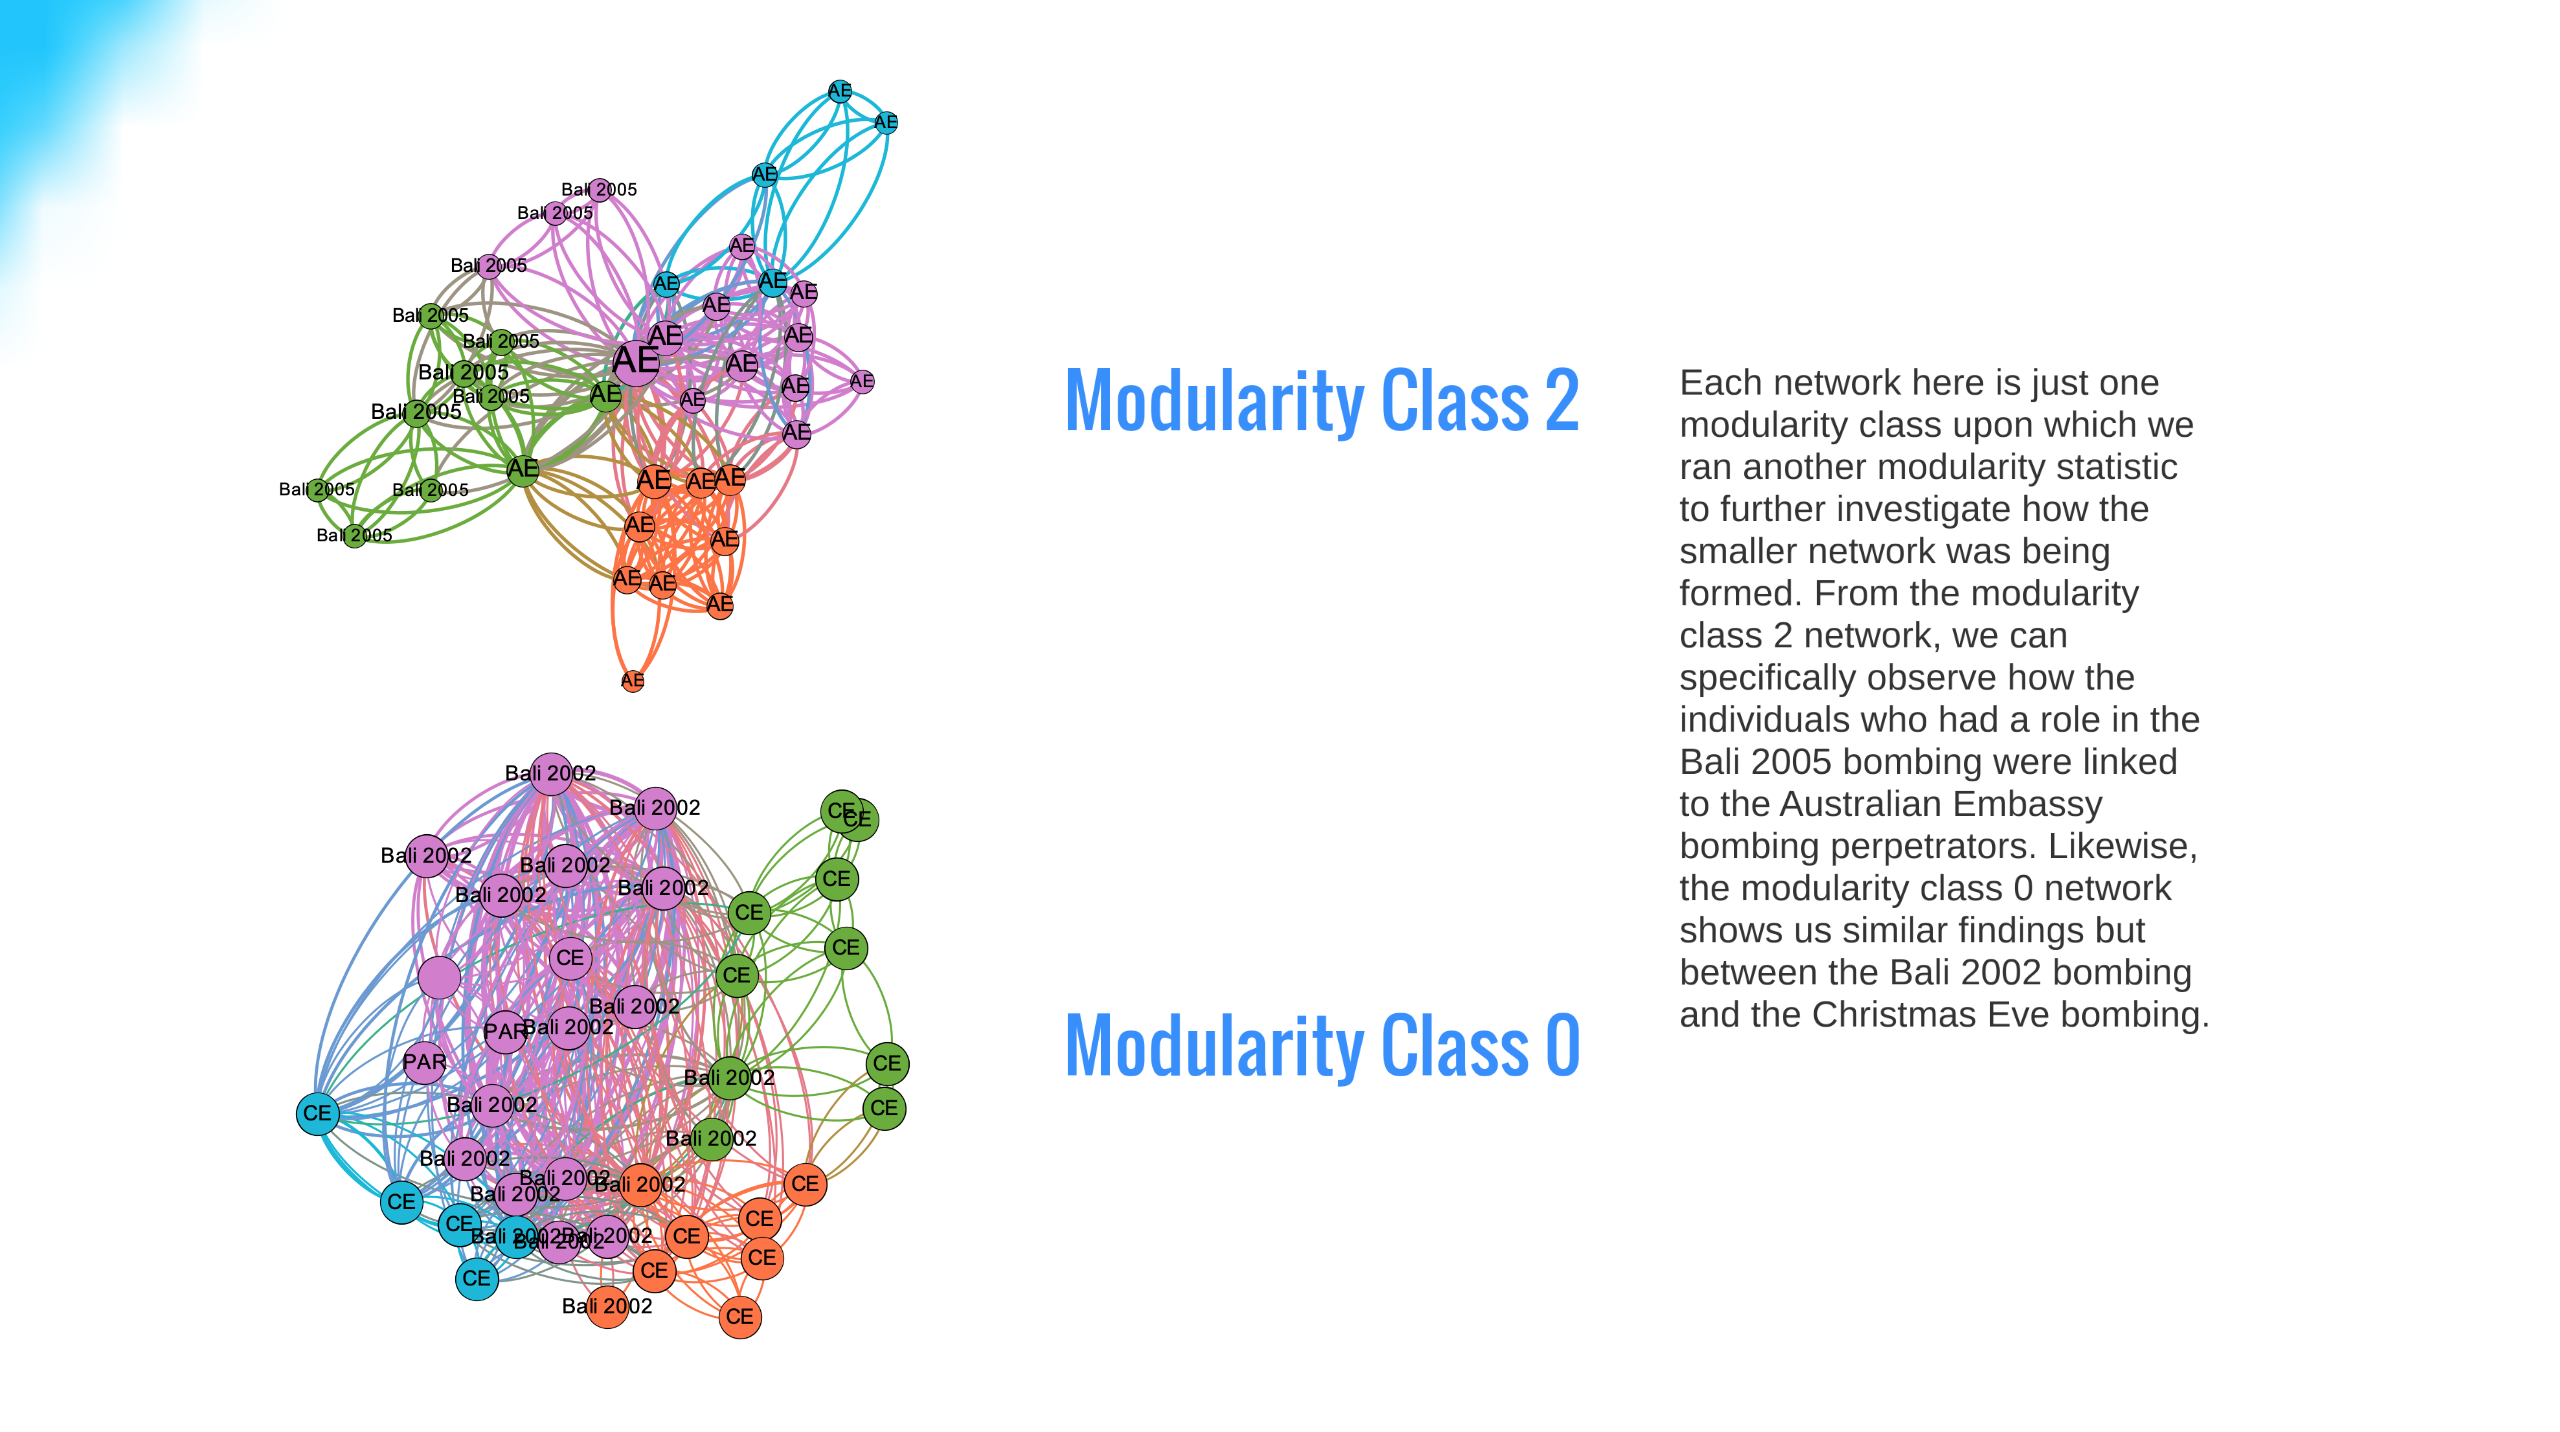 AE
AE
AE
Bali 2005
Bali 2005
AE
Bali 2005
AE
AE
AE
AE
Bali 2005
AE
AE
Bali 2005
AE
AE
Bali 2005
AE
AE
Bali 2005
AE
AE
Bali 2005
AE
AE
AE
AE
AE
Bali 2005
Bali 2005
AE
AE
Bali 2005
AE
AE
AE
AE
Modularity Class 2
Bali 2002
Bali 2002
CE
CE
Bali 2002
Bali 2002
CE
Bali 2002
Bali 2002
CE
CE
CE
CE
Bali 2002
PAR
Bali 2002
PAR
CE
Bali 2002
Bali 2002
CE
CE
Bali 2002
Bali 2002
Bali 2002
Bali 2002
CE
Bali 2002
CE
CE
CE
Bali 2002
Bali 2002
Bali 2002
CE
CE
CE
CE
Bali 2002
CE
Modularity Class 0
Each network here is just one
modularity class upon which we
ran another modularity statistic
to further investigate how the
smaller network was being
formed. From the modularity
class 2 network, we can
specifically observe how the
individuals who had a role in the
Bali 2005 bombing were linked
to the Australian Embassy
bombing perpetrators. Likewise,
the modularity class 0 network
shows us similar findings but
between the Bali 2002 bombing
and the Christmas Eve bombing.